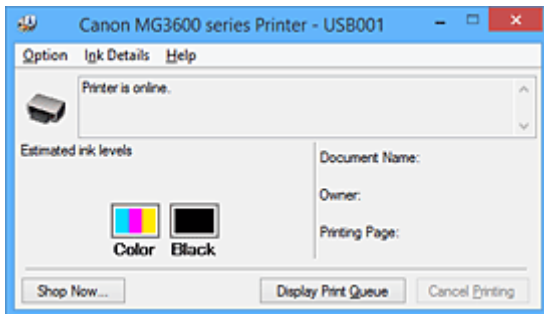 Canon MG3600 series Printer - USB001
Option Ink Details Help
Printer is online.
Estimated ink levels
Document Name:
Owner:
Printing Page:
Color Black
Shop Now... Display Print Queue Cancel Printing